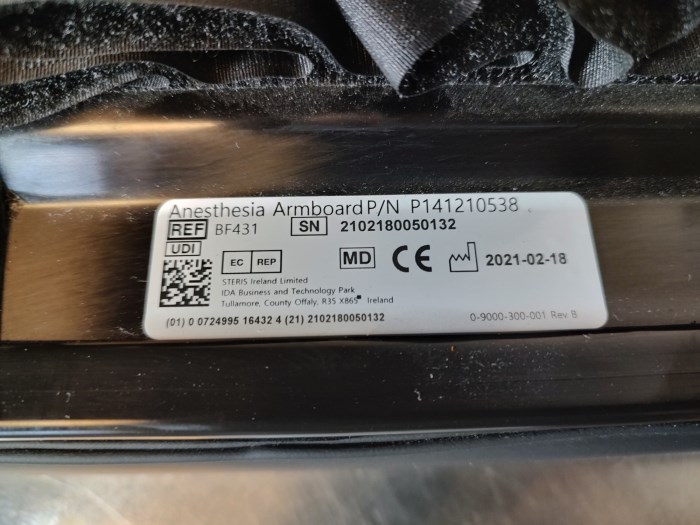 Anesthesia Armboard P/N P141210538
REF BF431 SN 2102180050132
UDI
EC REP MD CE 2021-02-18
STERIS Ireland Limited
IDA Business and Technology Park
Tullamore, County Offaly, R35 X865 Ireland
(01) 0 0724995 16432 4 (21) 2102180050132
0-9000-300-001 Rev B